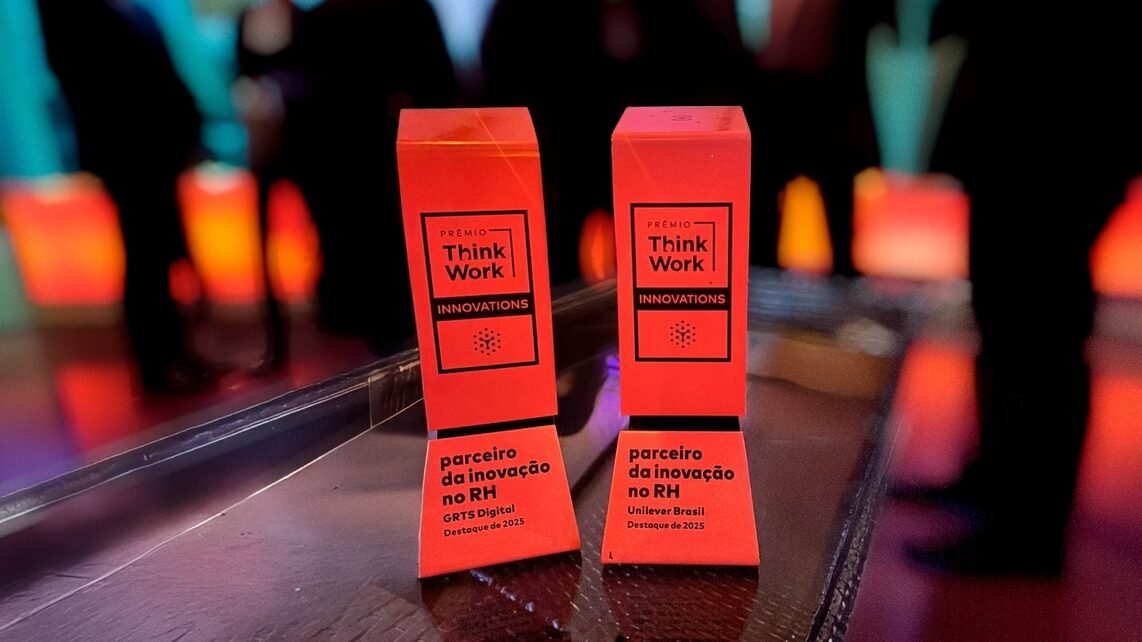 PRÊMIO
Think
Work
INNOVATIONS
parceiro
da inovação
no RH
GRTS Digital
Destaque de 2025
PRÊMIO
Think
Work
INNOVATIONS
parceiro
da inovação
no RH
Unilever Brasil
Destaque de 2025